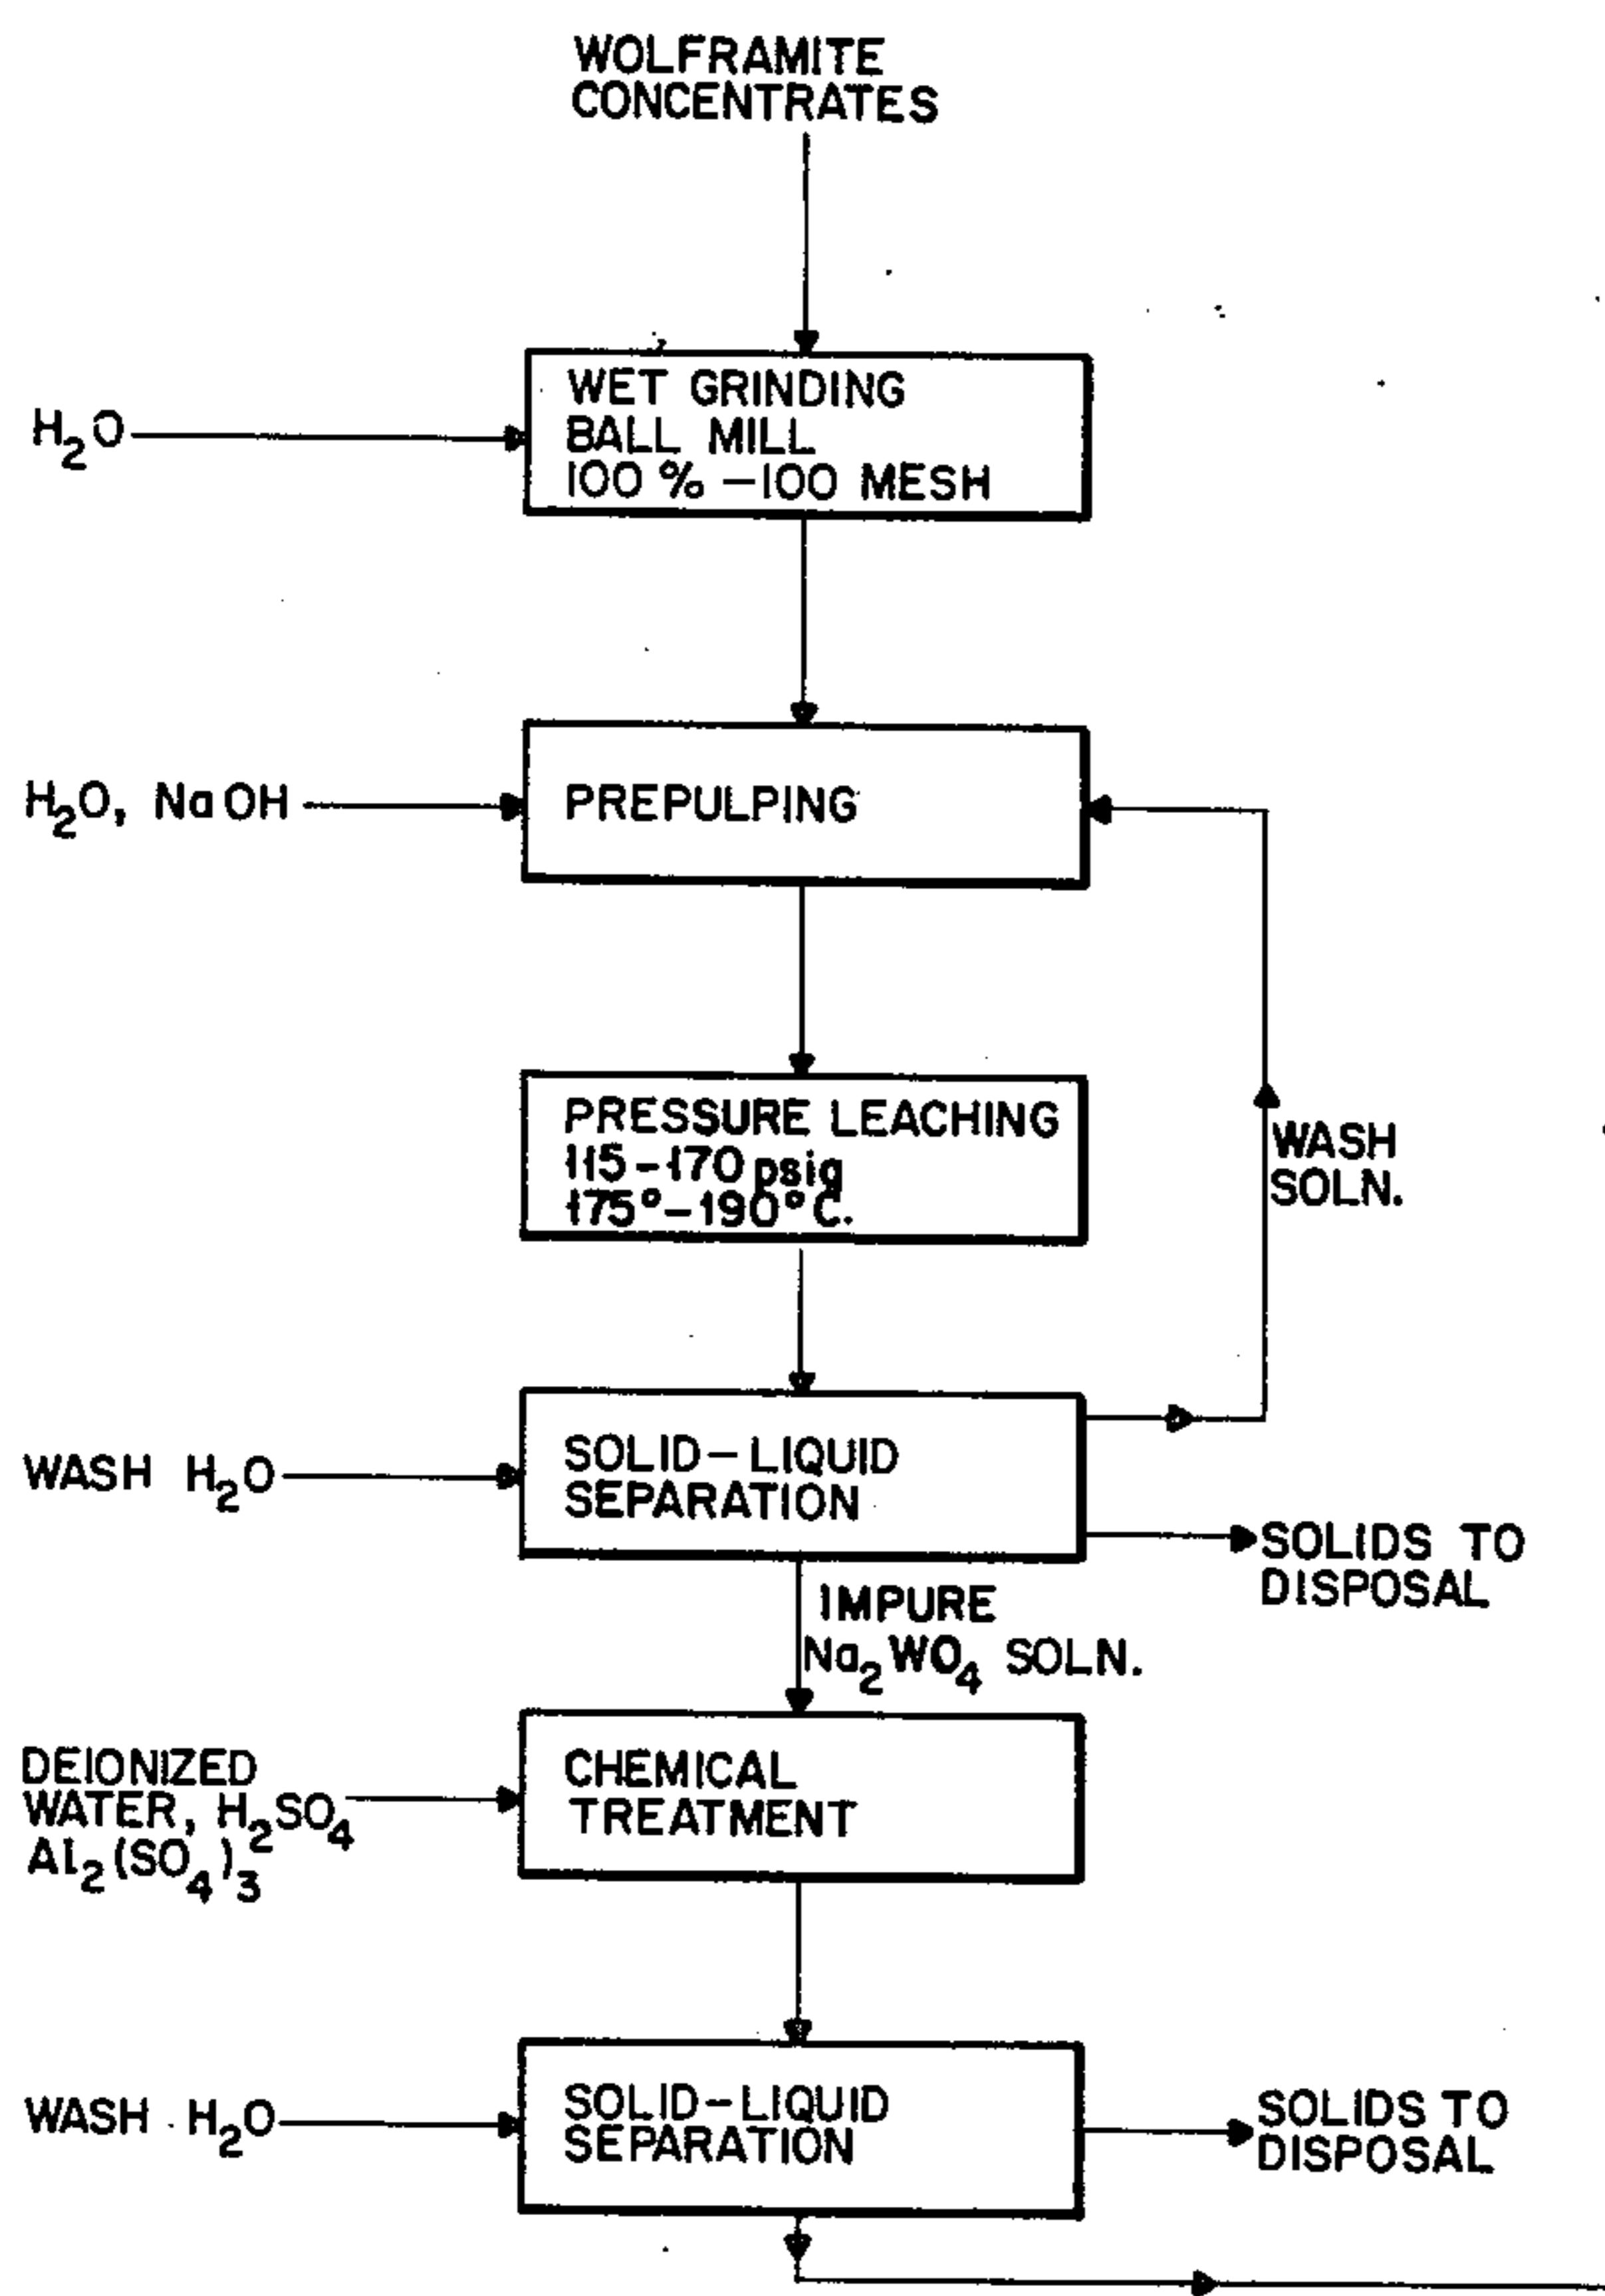 WOLFRAMITE
CONCENTRATES
H₂O
WET GRINDING
BALL MILL
100 % –100 MESH
H₂O, NaOH
PREPULPING
PRESSURE LEACHING
115–170 psig
175°–190°C.
WASH
SOLN.
WASH H₂O
SOLID–LIQUID
SEPARATION
SOLIDS TO
DISPOSAL
IMPURE
Na₂WO₄ SOLN.
DEIONIZED
WATER, H₂SO₄
Al₂(SO₄)₃
CHEMICAL
TREATMENT
WASH H₂O
SOLID–LIQUID
SEPARATION
SOLIDS TO
DISPOSAL